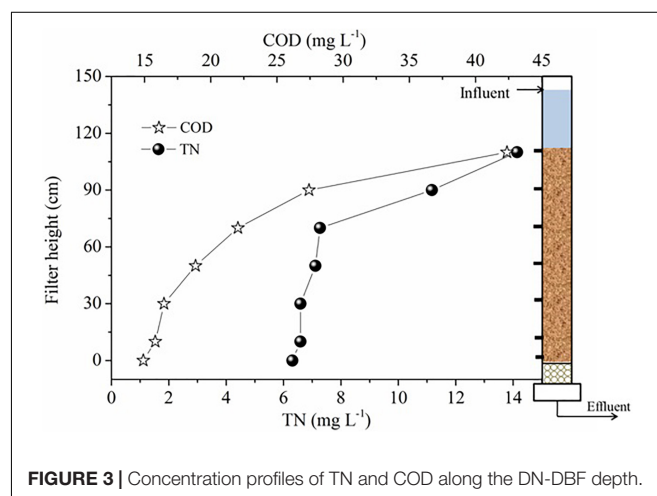 COD (mg L-1)
15 20 25 30 35 40 45
150
120
90
60
30
0
Filter height (cm)
COD
TN
Influent
0 2 4 6 8 10 12 14
TN (mg L-1)
Effluent
FIGURE 3 | Concentration profiles of TN and COD along the DN-DBF depth.